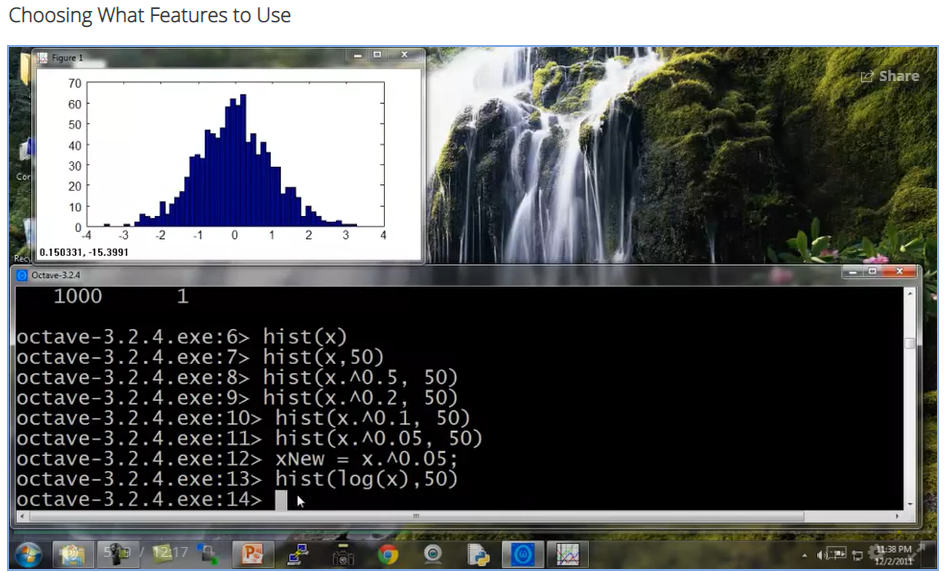 Choosing What Features to Use
Figure 1
Share
70
60
50
40
30
20
10
0
-4 -3 -2 -1 0 1 2 3 4
0.150331, -15.3991
Octave-3.2.4
1000 1
octave-3.2.4.exe:6> hist(x)
octave-3.2.4.exe:7> hist(x,50)
octave-3.2.4.exe:8> hist(x.^0.5, 50)
octave-3.2.4.exe:9> hist(x.^0.2, 50)
octave-3.2.4.exe:10> hist(x.^0.1, 50)
octave-3.2.4.exe:11> hist(x.^0.05, 50)
octave-3.2.4.exe:12> xNew = x.^0.05;
octave-3.2.4.exe:13> hist(log(x),50)
octave-3.2.4.exe:14>
/ 12:17
11:38 PM
12/2/2011